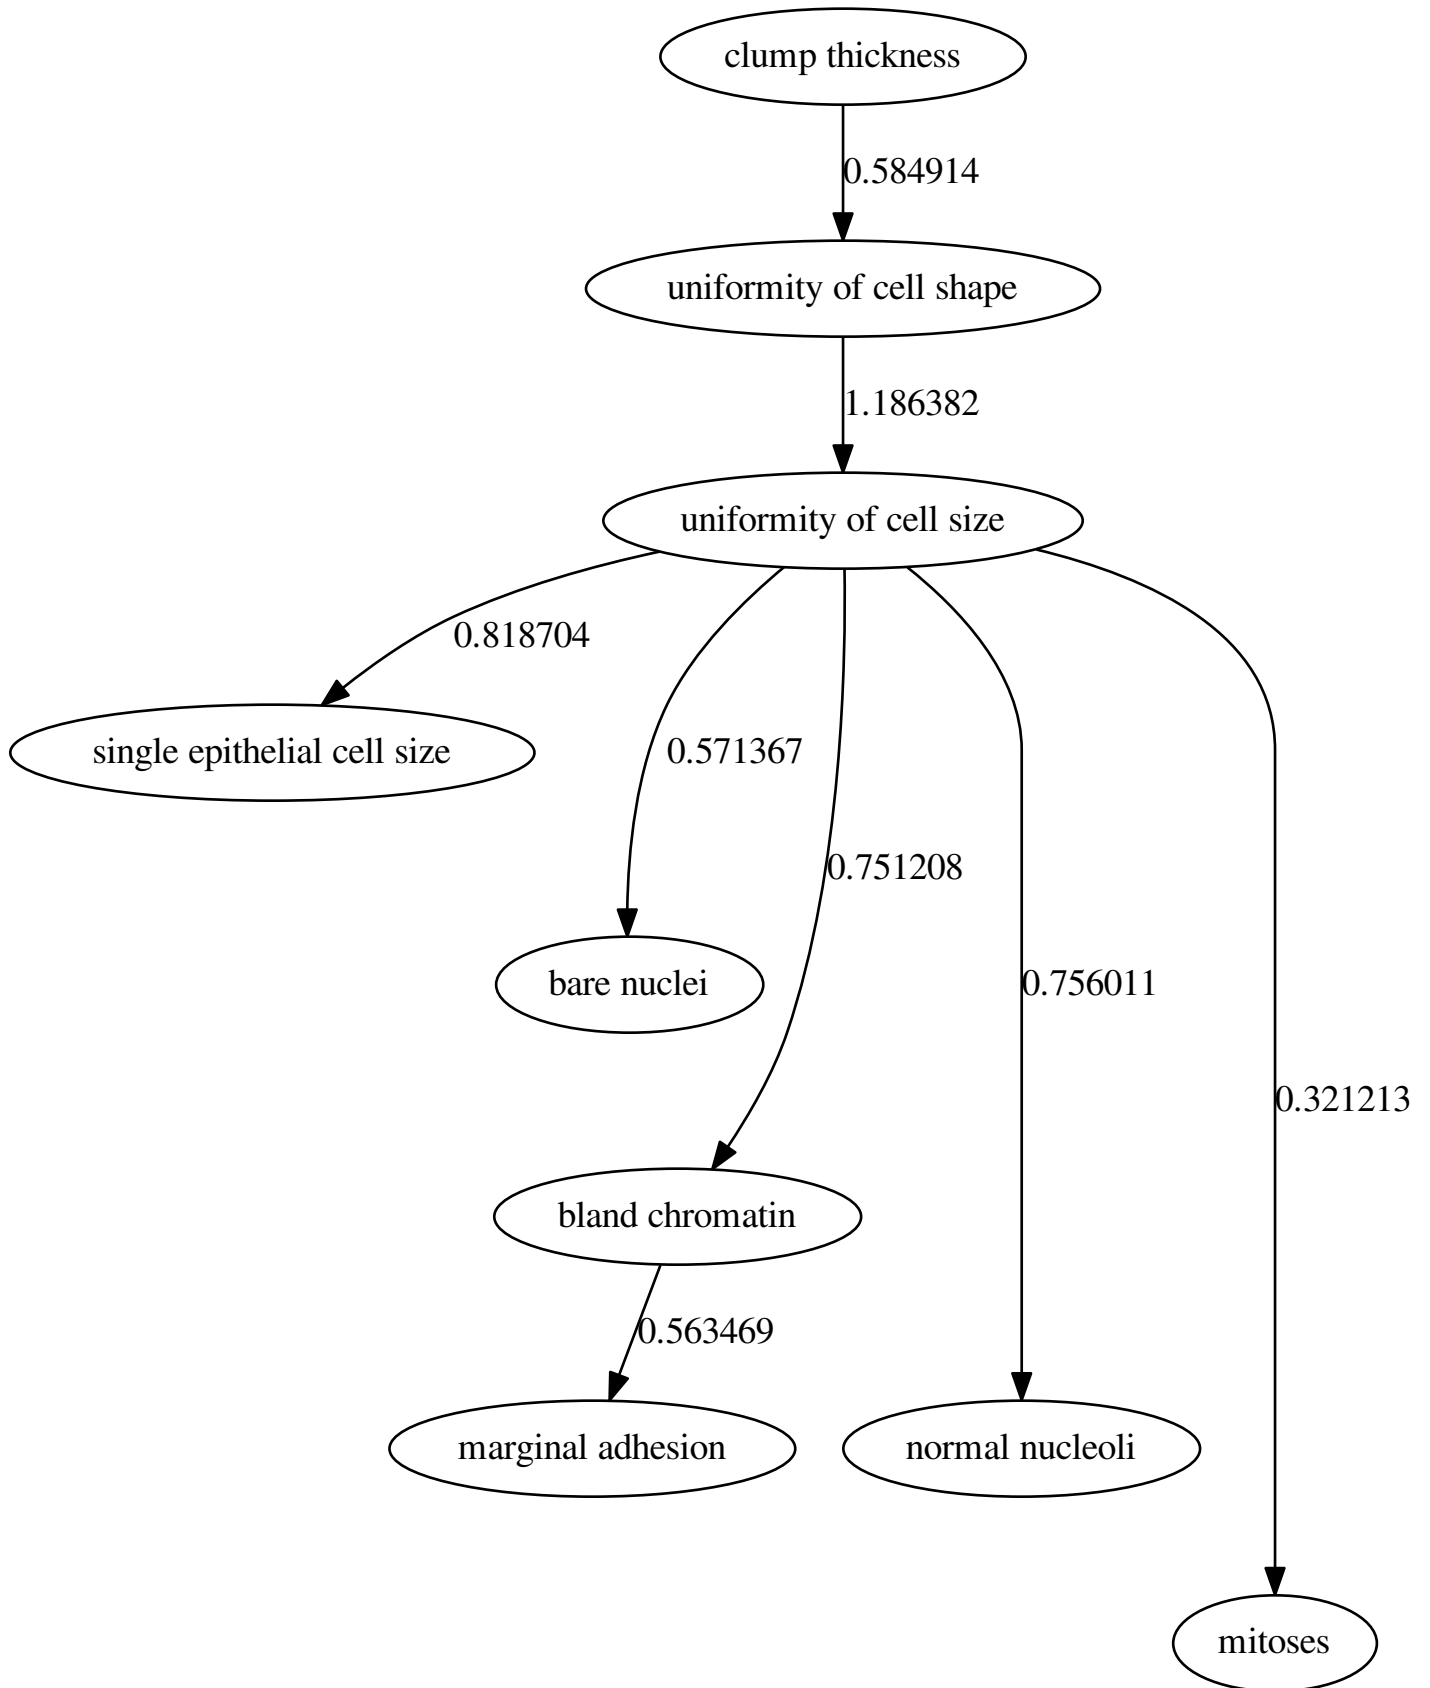 clump thickness
0.584914
uniformity of cell shape
1.186382
uniformity of cell size
0.818704
single epithelial cell size
0.571367
0.751208
bare nuclei
0.756011
0.321213
bland chromatin
0.563469
marginal adhesion
normal nucleoli
mitoses